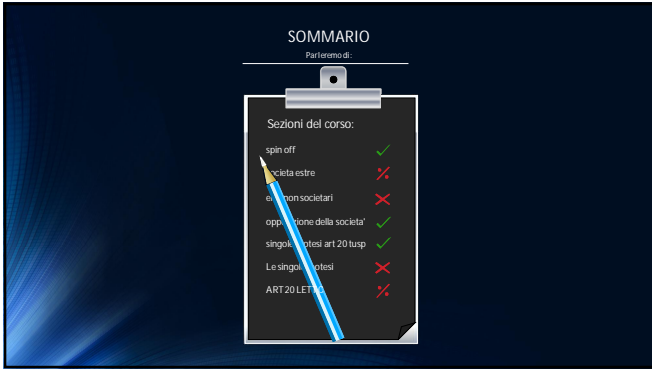 SOMMARIO
Parleremo di:
Sezioni del corso:
spin off
societa estre
non societari
della societa'
art 20 tusp
Le
ART 20